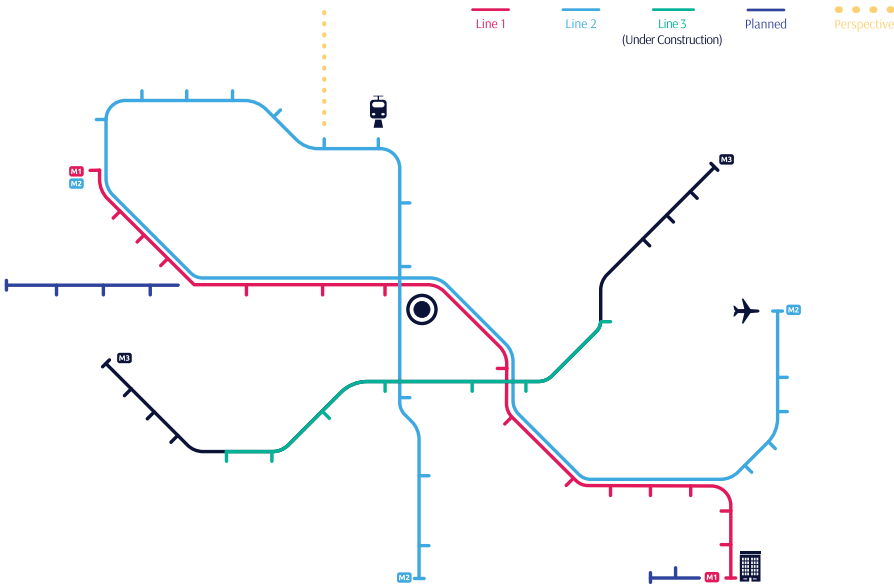 Line 1
Line 2
Line 3
(Under Construction)
Planned
Perspective
M3
M1
M2
M2
M3
M2
M1